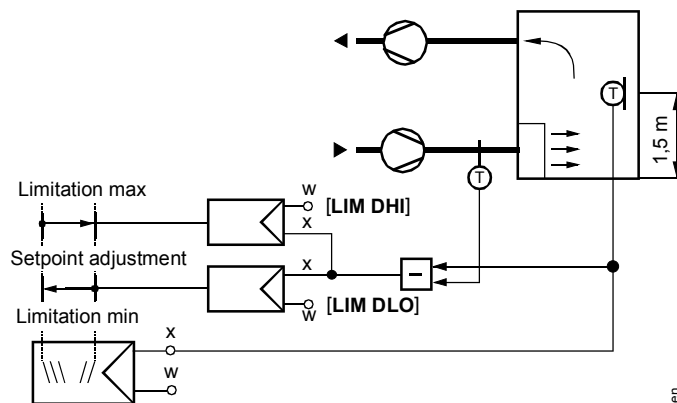 T
1,5 m
T
Limitation max
w [LIM DHI]
x
Setpoint adjustment
x
–
w [LIM DLO]
Limitation min
x
w
en